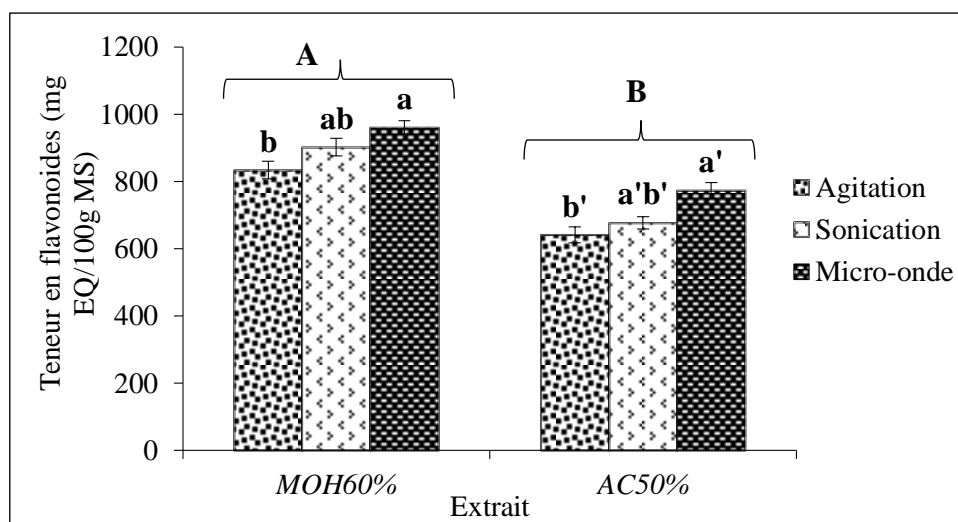 Teneur en flavonoides (mg
EQ/100g MS)
1200
1000
800
600
400
200
0
A
b
ab
a
B
b'
a'b'
a'
Agitation
Sonication
Micro-onde
MOH60%
AC50%
Extrait